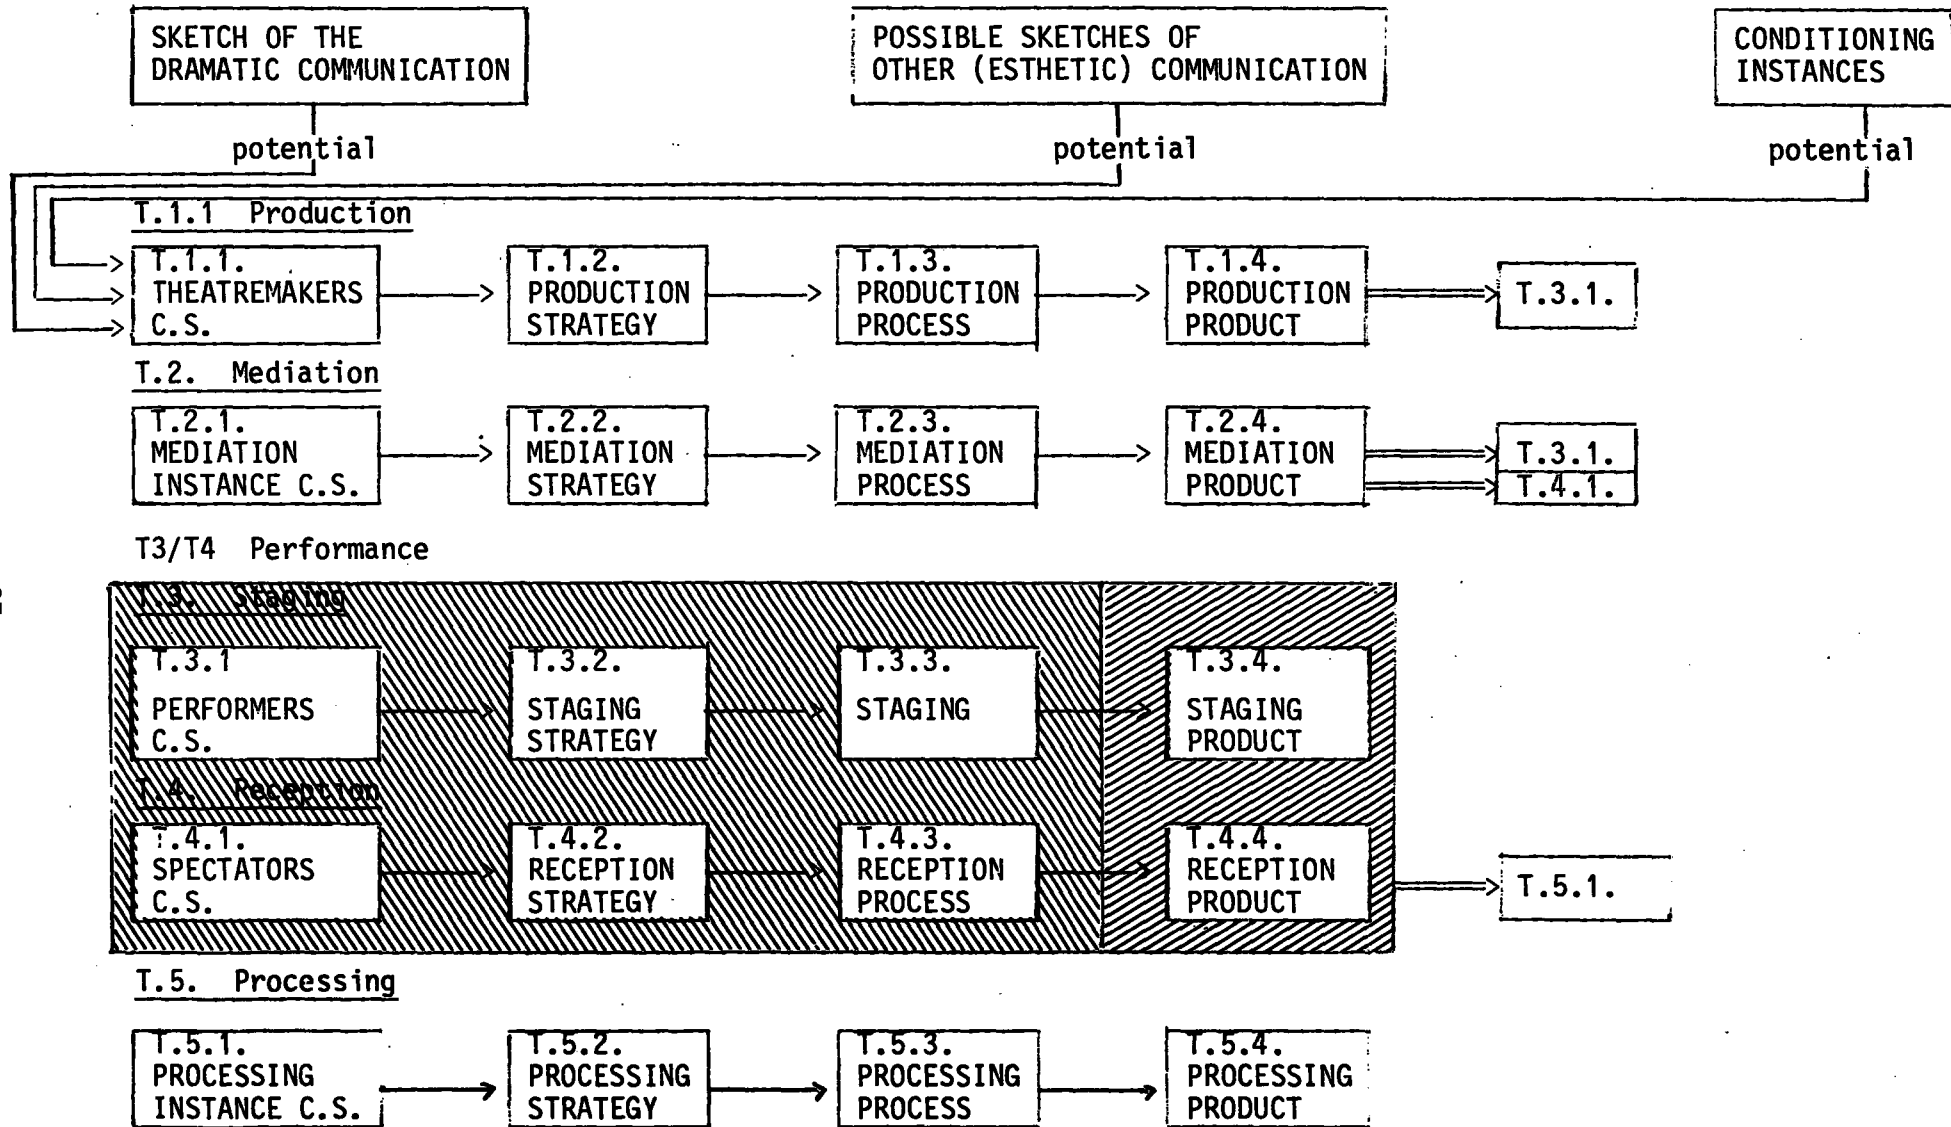 SKETCH OF THE
DRAMATIC COMMUNICATION
POSSIBLE SKETCHES OF
OTHER (ESTHETIC) COMMUNICATION
CONDITIONING
INSTANCES
potential
potential
potential
T.1.1 Production
T.1.1.
THEATREMAKERS
C.S.
T.1.2.
PRODUCTION
STRATEGY
T.1.3.
PRODUCTION
PROCESS
T.1.4.
PRODUCTION
PRODUCT
T.3.1.
T.2. Mediation
T.2.1.
MEDIATION
INSTANCE C.S.
T.2.2.
MEDIATION
STRATEGY
T.2.3.
MEDIATION
PROCESS
T.2.4.
MEDIATION
PRODUCT
T.3.1.
T.4.1.
T3/T4 Performance
T.3. Staging
T.3.1
PERFORMERS
C.S.
T.3.2.
STAGING
STRATEGY
T.3.3.
STAGING
T.3.4.
STAGING
PRODUCT
T.4. Reception
T.4.1.
SPECTATORS
C.S.
T.4.2.
RECEPTION
STRATEGY
T.4.3.
RECEPTION
PROCESS
T.4.4.
RECEPTION
PRODUCT
T.5.1.
T.5. Processing
T.5.1.
PROCESSING
INSTANCE C.S.
T.5.2.
PROCESSING
STRATEGY
T.5.3.
PROCESSING
PROCESS
T.5.4.
PROCESSING
PRODUCT